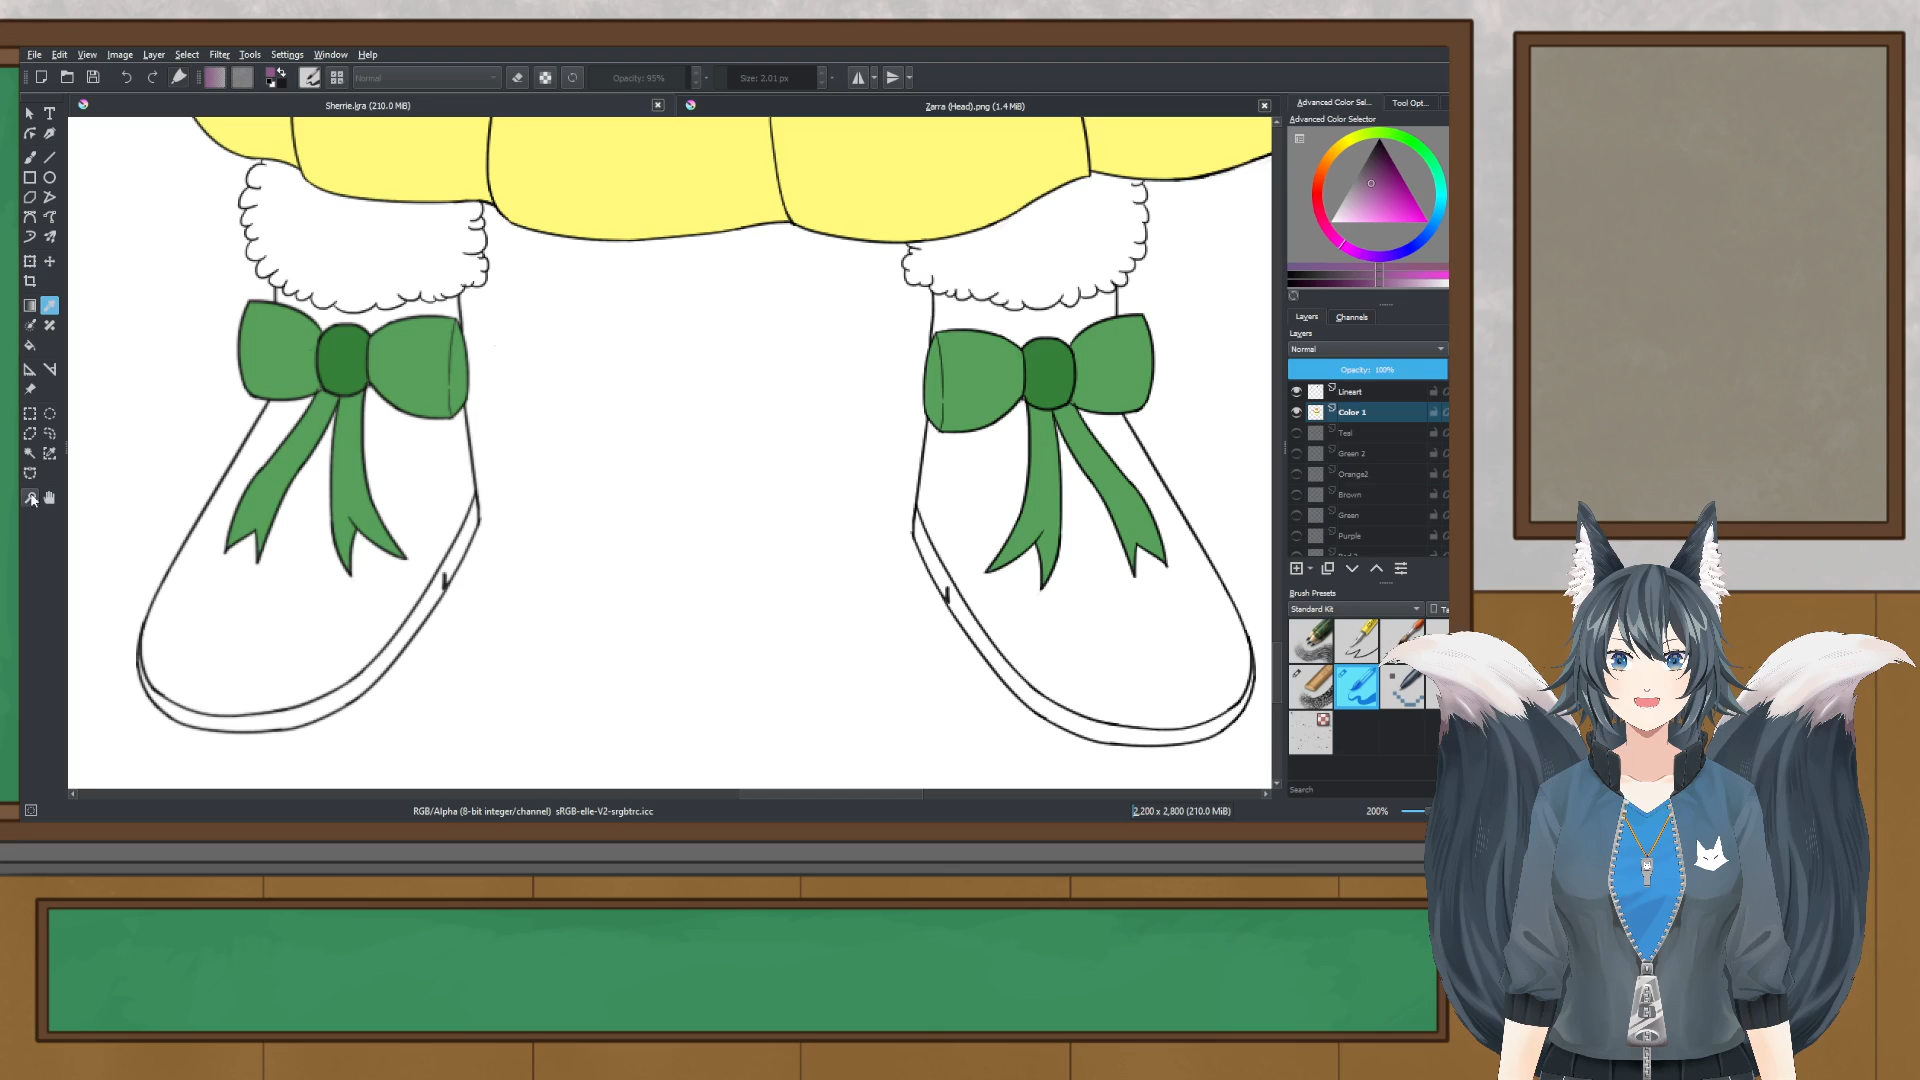 File Edit View Image Layer Select Filter Tools Settings Window Help
Normal Opacity: 95% Size: 2.01 px
Sherrie.kra (210.0 MiB) Zarra (Head).png (1.4 MiB)
Advanced Color Sel... Tool Opt...
Advanced Color Selector
Layers Channels
Layers
Normal
Opacity: 100%
Lineart
Color 1
Teal
Green 2
Orange2
Brown
Green
Purple
Brush Presets
Standard Kit Ta
Search
RGB/Alpha (8-bit integer/channel) sRGB-elle-V2-srgbtrc.icc 2,200 x 2,800 (210.0 MiB) 200%